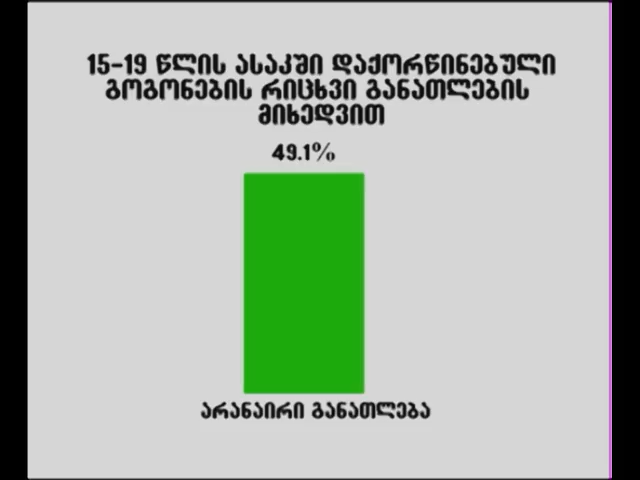 15-19 წლის ასაკში დაქორწინებული
გოგონების რიცხვი განათლების
მიხედვით
49.1%
არანაირი განათლება